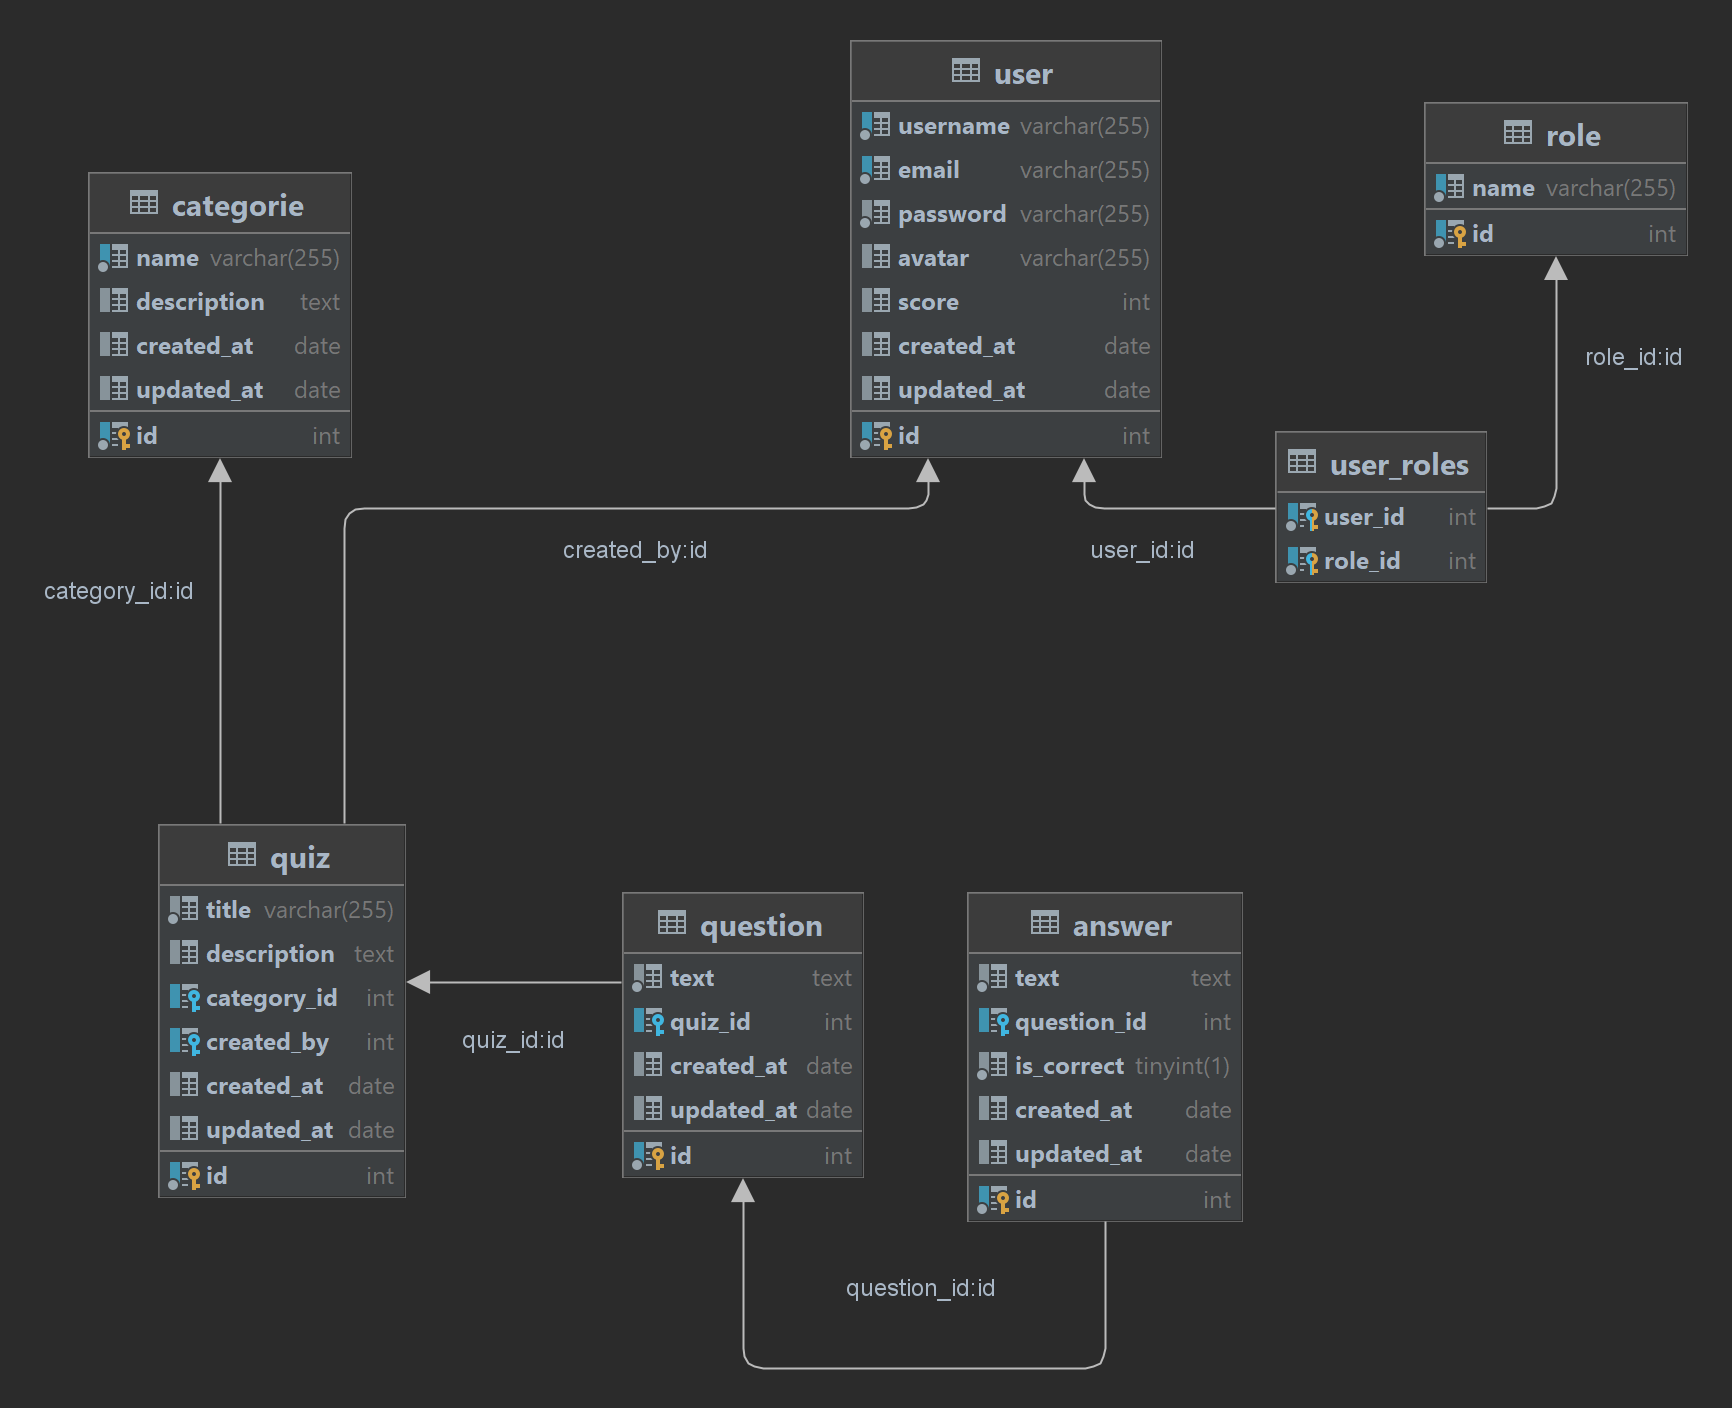 user
username varchar(255)
email varchar(255)
password varchar(255)
avatar varchar(255)
score int
created_at date
updated_at date
id int
role
name varchar(255)
id int
categorie
name varchar(255)
description text
created_at date
updated_at date
id int
role_id:id
user_roles
user_id int
role_id int
created_by:id
user_id:id
category_id:id
quiz
title varchar(255)
description text
category_id int
created_by int
created_at date
updated_at date
id int
question
text text
quiz_id int
created_at date
updated_at date
id int
answer
text text
question_id int
is_correct tinyint(1)
created_at date
updated_at date
id int
quiz_id:id
question_id:id